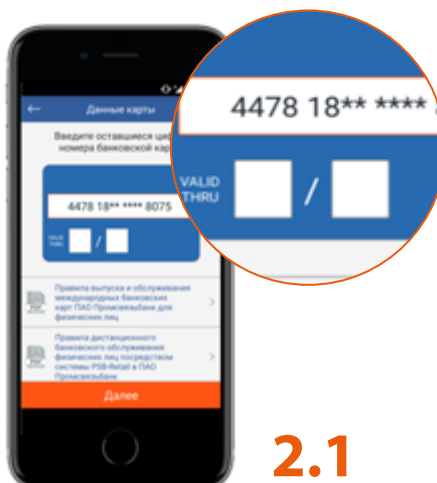 Данные карты
Введите оставшиеся циф
номера банковской кар
4478 18** **** 8075
VALID THRU
/
Правила выпуска и обслуживания
международных банковских
карт ПАО Промсвязьбанк для
физических лиц
Правила дистанционного
банковского обслуживания
физических лиц посредством
системы PSB-Retail в ПАО
Промсвязьбанк
Далее
4478 18** ****
VALID
THRU
/
2.1